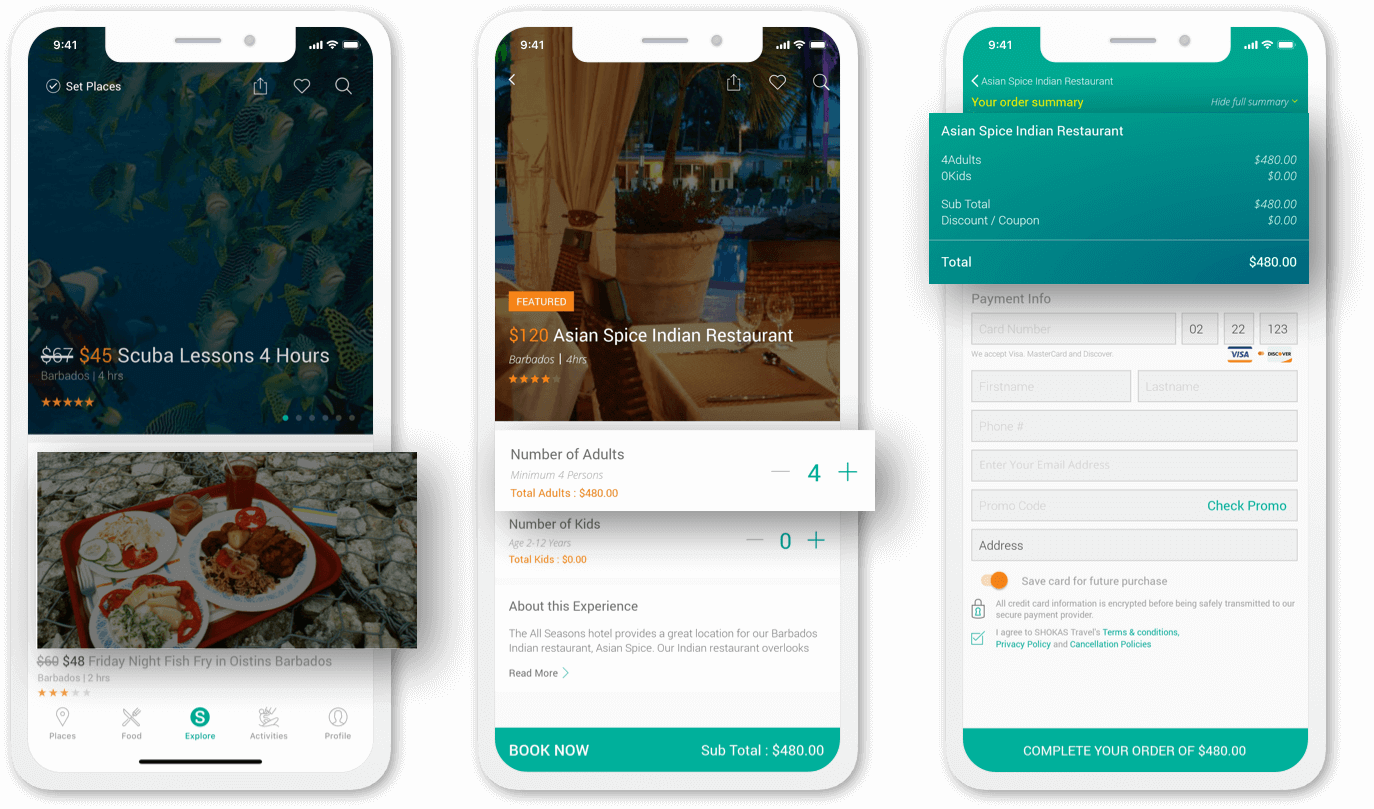 9:41
Set Places
$67 $45 Scuba Lessons 4 Hours
Barbados | 4 hrs
$60 $48 Friday Night Fish Fry in Oistins Barbados
Barbados | 2 hrs
Places
Food
S
Explore
Activities
Profile
9:41
FEATURED
$120 Asian Spice Indian Restaurant
Barbados | 4hrs
Number of Adults
Minimum 4 Persons
Total Adults : $480.00
4
Number of Kids
Age 2-12 Years
Total Kids : $0.00
0
About this Experience
The All Seasons hotel provides a great location for our Barbados
Indian restaurant, Asian Spice. Our Indian restaurant overlooks
Read More
BOOK NOW
Sub Total : $480.00
9:41
Asian Spice Indian Restaurant
Your order summary
Hide full summary
Asian Spice Indian Restaurant
4Adults $480.00
0Kids $0.00
Sub Total $480.00
Discount / Coupon $0.00
Total $480.00
Payment Info
Card Number 02 22 123
We accept Visa. MasterCard and Discover.
VISA DISCOVER
Firstname Lastname
Phone #
Enter Your Email Address
Promo Code Check Promo
Address
Save card for future purchase
All credit card information is encrypted before being safely transmitted to our
secure payment provider.
I agree to SHOKAS Travel's Terms & conditions,
Privacy Policy and Cancellation Policies
COMPLETE YOUR ORDER OF $480.00